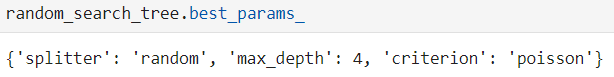 random_search_tree.best_params_
{'splitter': 'random', 'max_depth': 4, 'criterion': 'poisson'}